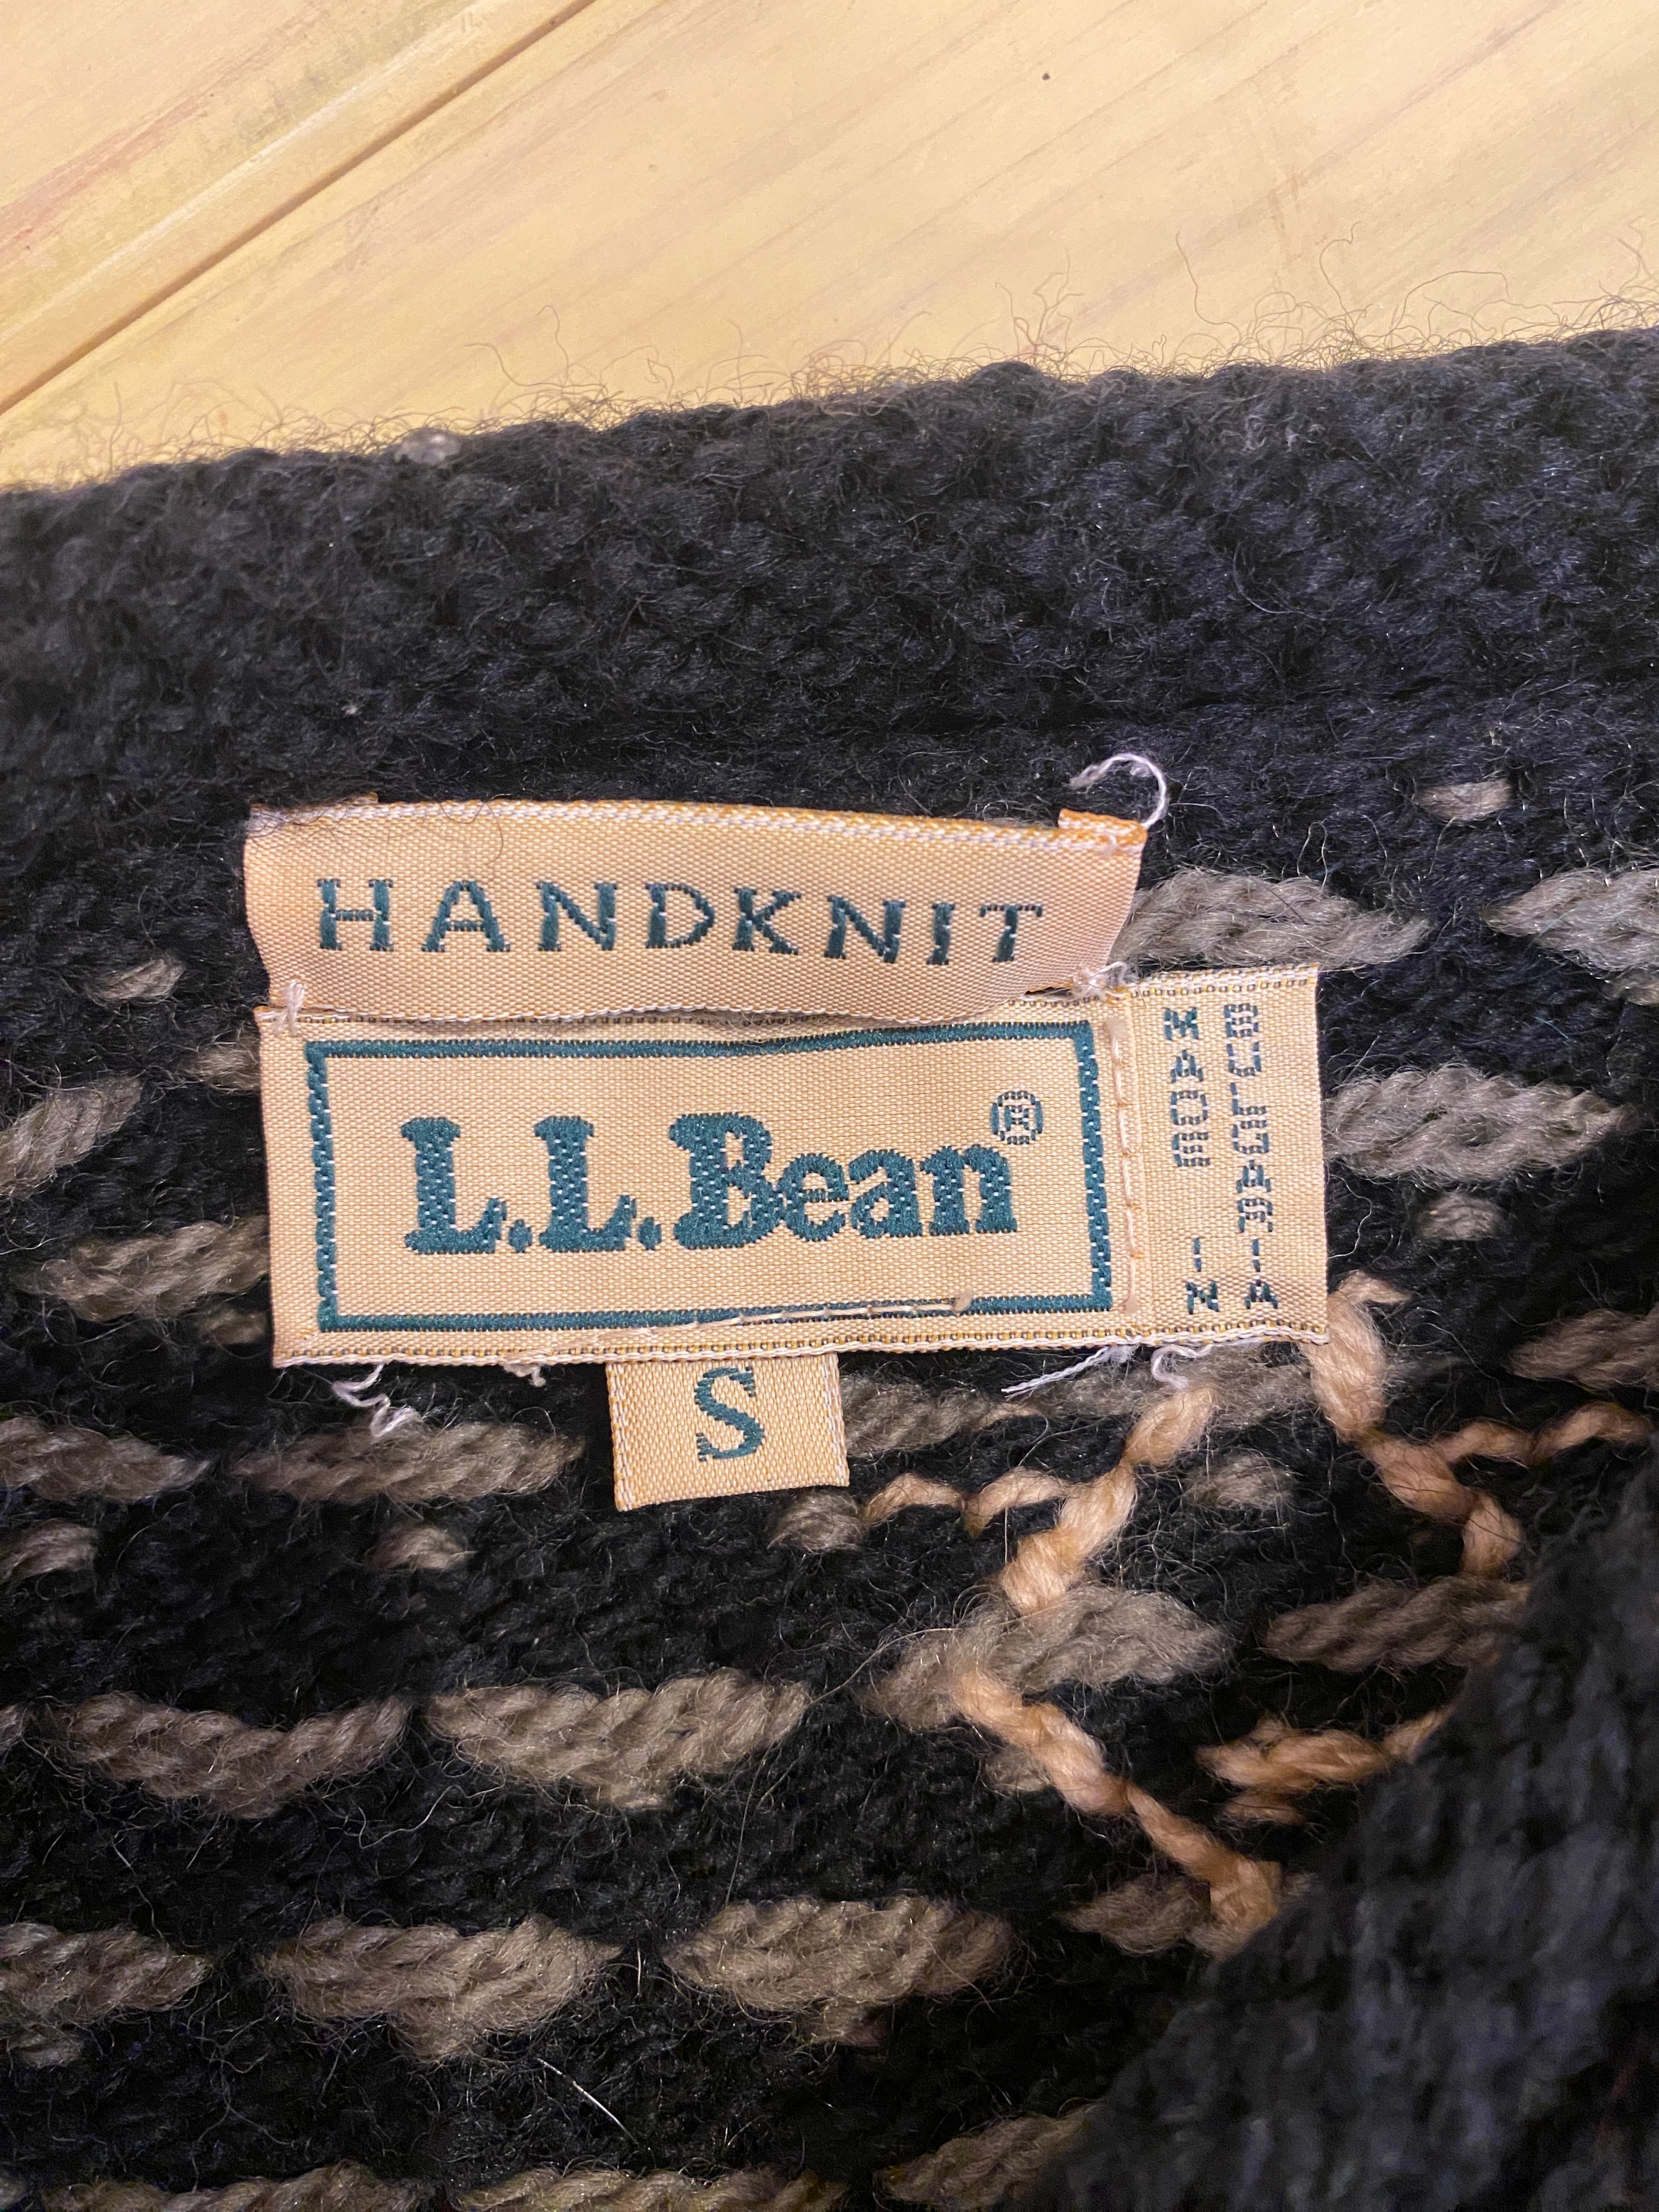 HANDKNIT
L.L.Bean®
S
MADE IN
BULGARIA